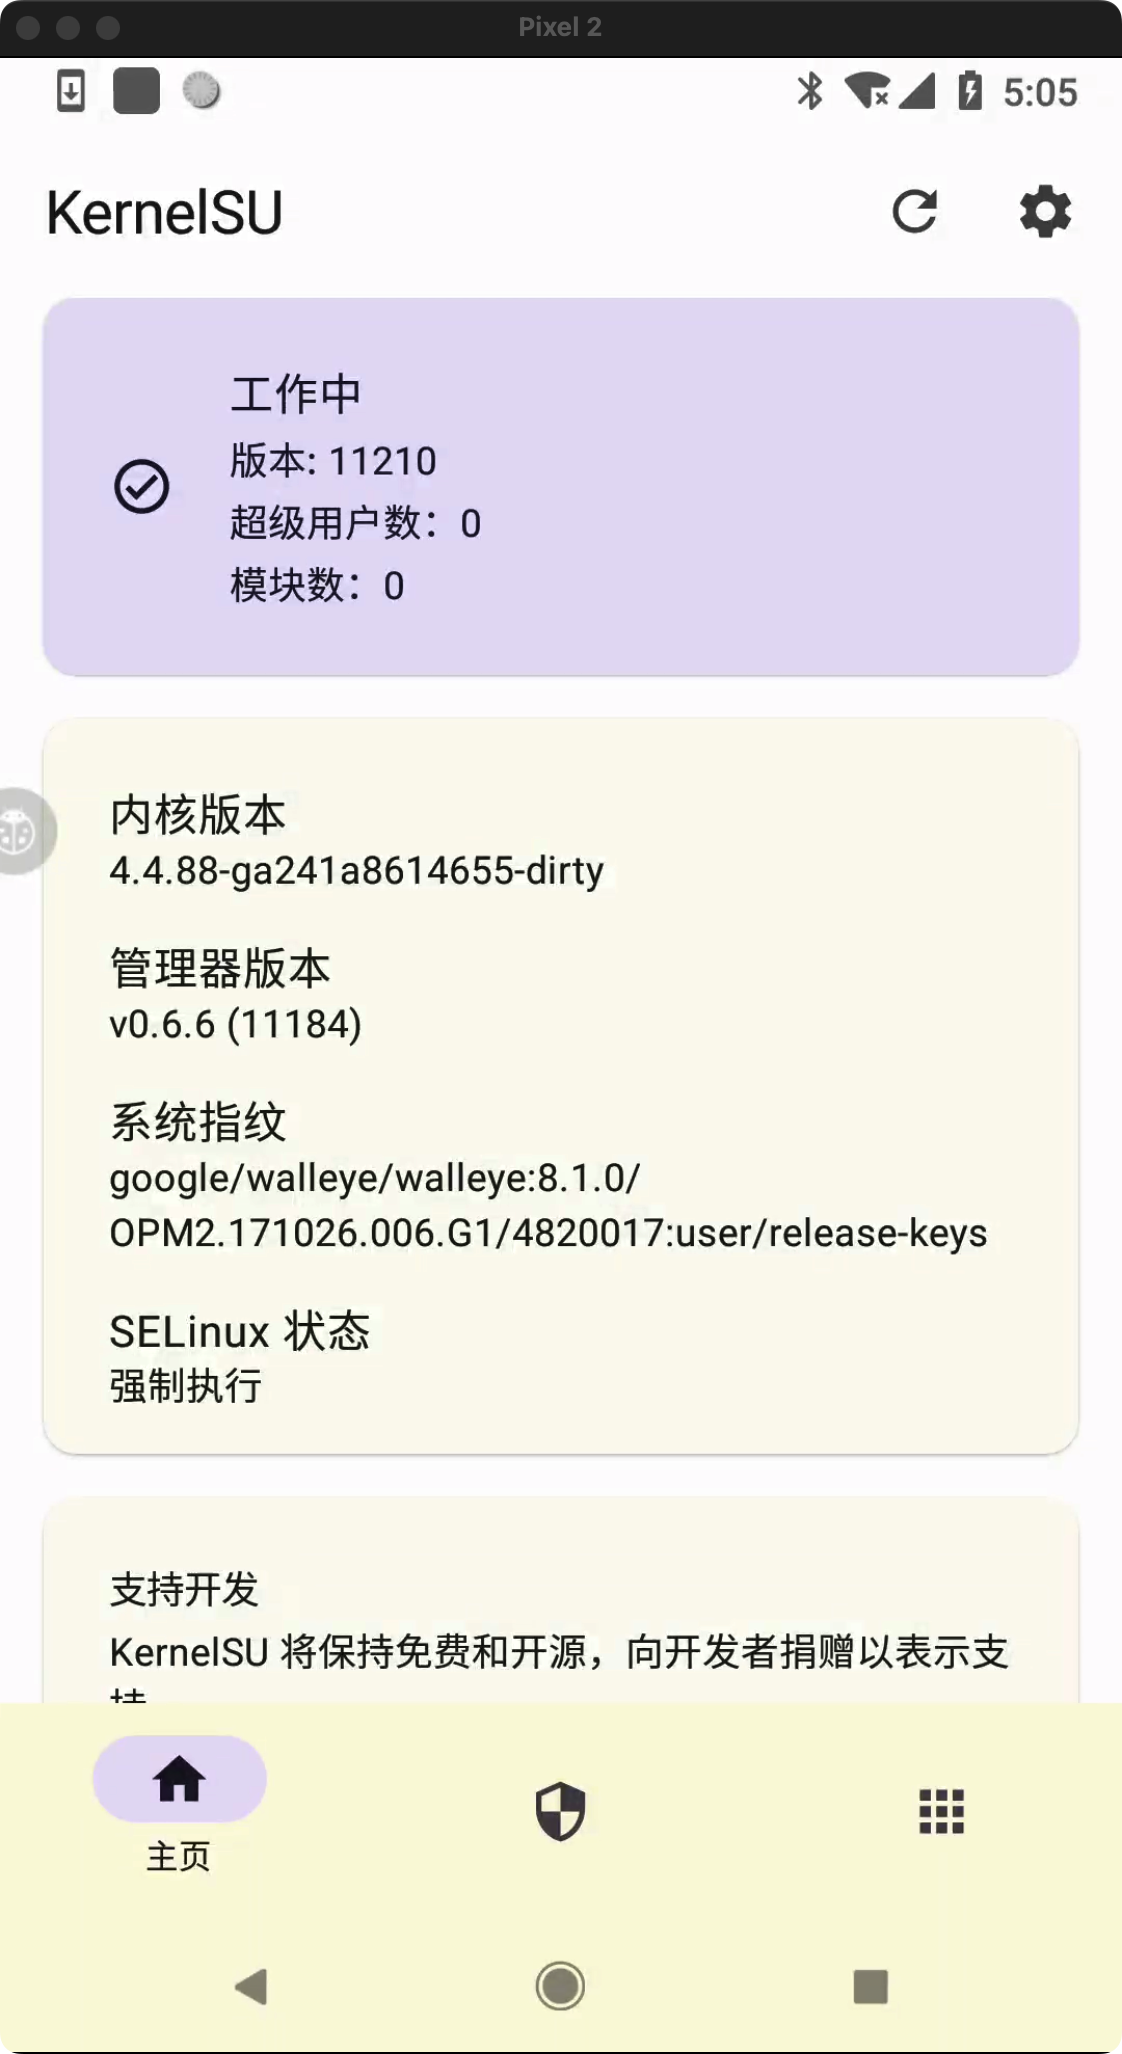 Pixel 2
5:05
KernelSU
工作中
版本: 11210
超级用户数：0
模块数：0
内核版本
4.4.88-ga241a8614655-dirty
管理器版本
v0.6.6 (11184)
系统指纹
google/walleye/walleye:8.1.0/
OPM2.171026.006.G1/4820017:user/release-keys
SELinux 状态
强制执行
支持开发
KernelSU 将保持免费和开源，向开发者捐赠以表示支
主页